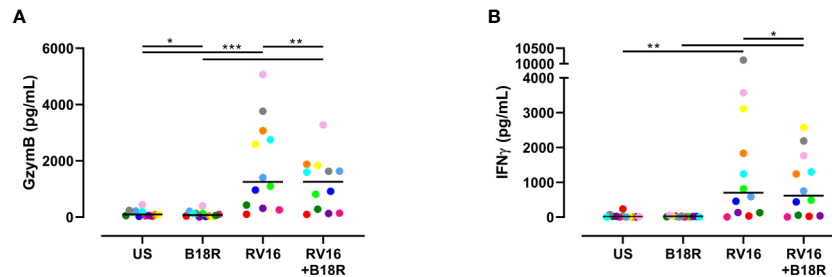 A
GzymB (pg/mL)
6000
4000
2000
0
*
***
**
US
B18R
RV16
RV16
+B18R
B
IFNγ (pg/mL)
10500
10000
4000
3000
2000
1000
0
**
*
US
B18R
RV16
RV16
+B18R